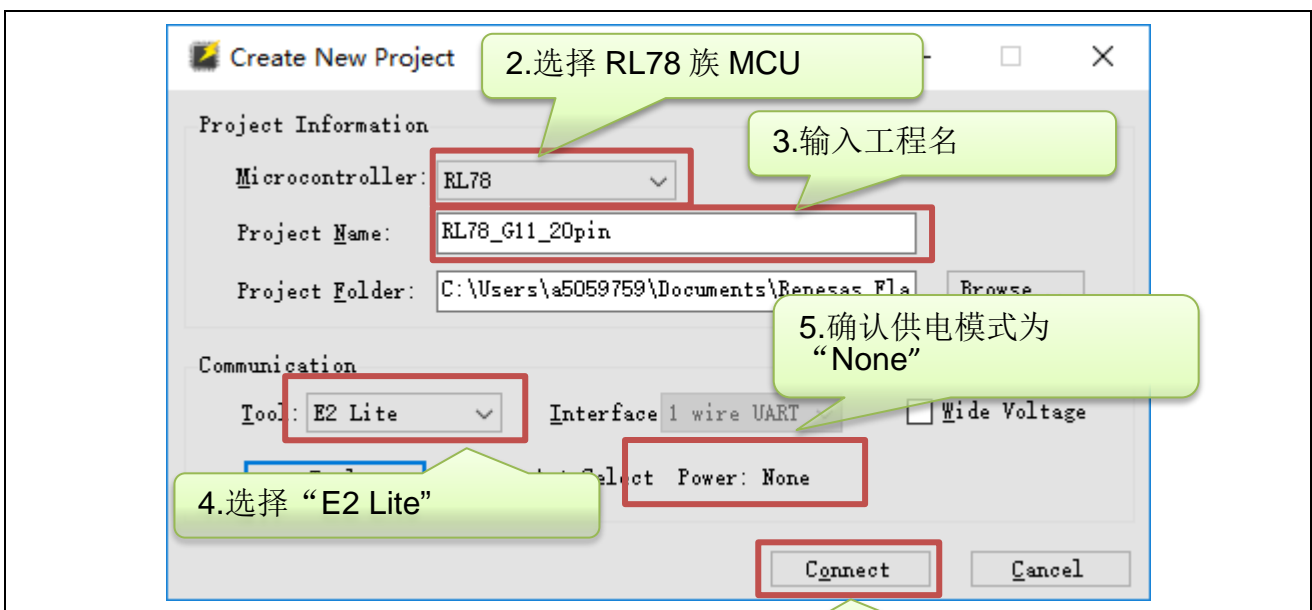 Create New Proje
2.选择 RL78 族 MCU
Project Information
3.输入工程名
Microcontroller:
RL78
Project Name:
RL78_G11_20pin
Project Folder:
C:\Users\a5059759\Documents\Renesas Fla
Browse
5.确认供电模式为
“None”
Communication
Tool:
E2 Lite
Interface
1 wire UART
Wide Voltage
4.选择“E2 Lite”
elect
Power: None
Connect
Cancel